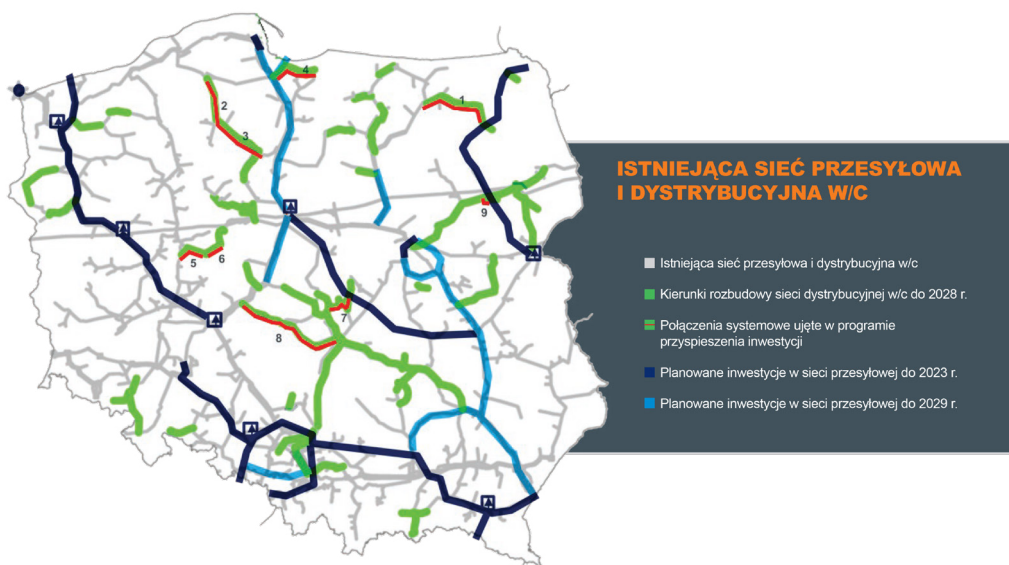 ISTNIEJĄCA SIEĆ PRZESYŁOWA
I DYSTRYBUCYJNA W/C
Istniejąca sieć przesyłowa i dystrybucyjna w/c
Kierunki rozbudowy sieci dystrybucyjnej w/c do 2028 r.
Połączenia systemowe ujęte w programie
przyspieszenia inwestycji
Planowane inwestycje w sieci przesyłowej do 2023 r.
Planowane inwestycje w sieci przesyłowej do 2029 r.
4
2
1
3
9
5
6
7
8